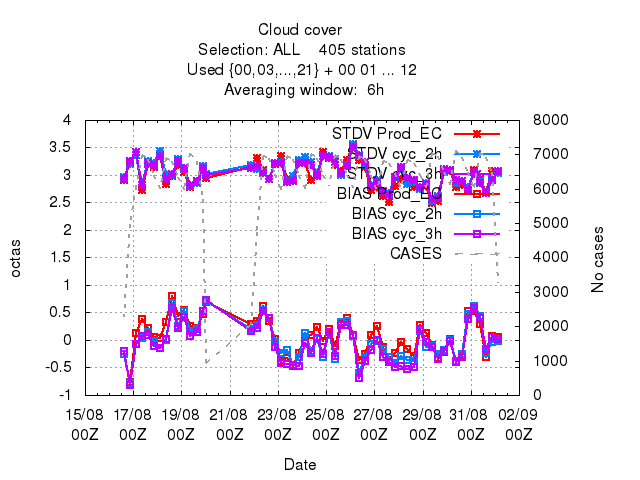 Cloud cover
Selection: ALL    405 stations
Used {00,03,...,21} + 00 01 ... 12
Averaging window:  6h
4
3.5
3
2.5
2
1.5
1
0.5
0
-0.5
-1
8000
7000
6000
5000
4000
3000
2000
1000
0
octas
No cases
STDV Prod_EC
STDV cyc_2h
STDV cyc_3h
BIAS Prod_EC
BIAS cyc_2h
BIAS cyc_3h
CASES
15/08 17/08 19/08 21/08 23/08 25/08 27/08 29/08 31/08 02/09
00Z 00Z 00Z 00Z 00Z 00Z 00Z 00Z 00Z 00Z
Date